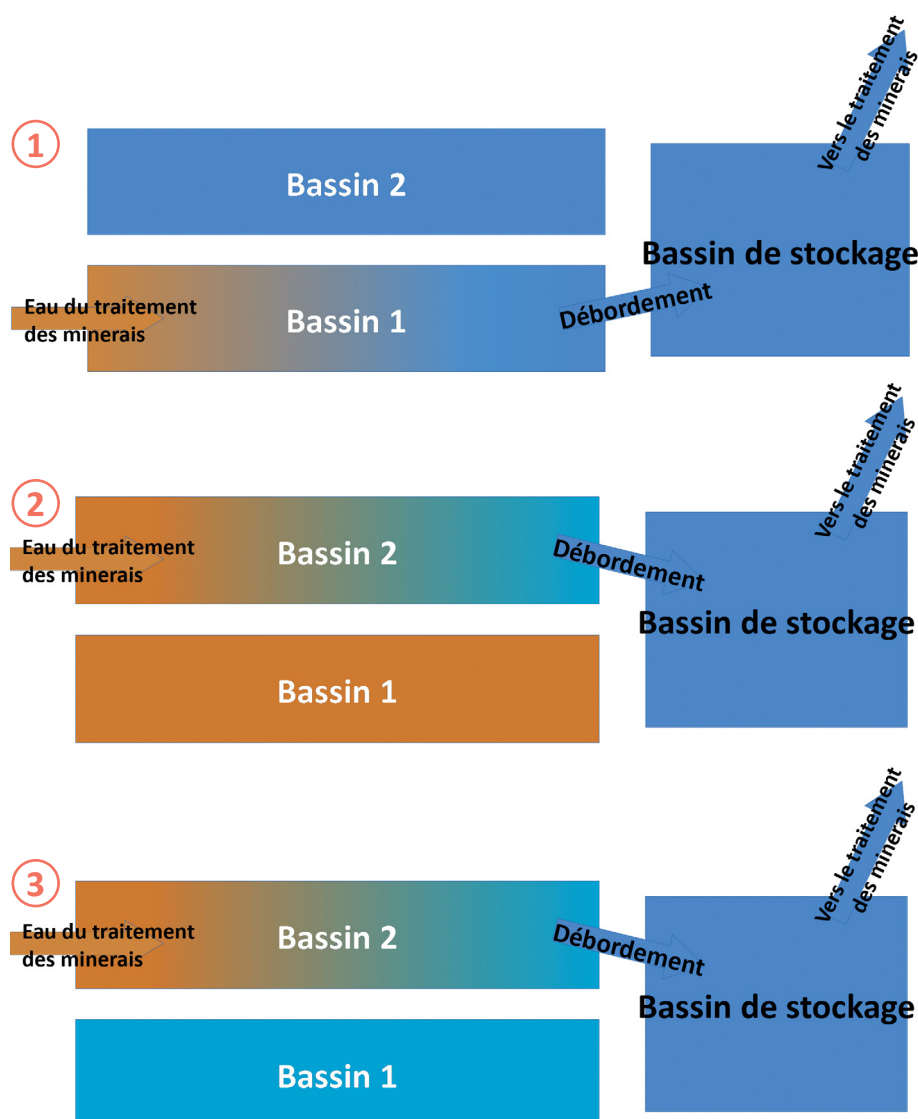 Vers le traitement
des minerais
1
Bassin 2
Bassin de stockage
Eau du traitement
des minerais
Bassin 1
Débordement
Vers le traitement
des minerais
2
Eau du traitement
des minerais
Bassin 2
Débordement
Bassin de stockage
Bassin 1
Vers le traitement
des minerais
3
Eau du traitement
des minerais
Bassin 2
Débordement
Bassin de stockage
Bassin 1